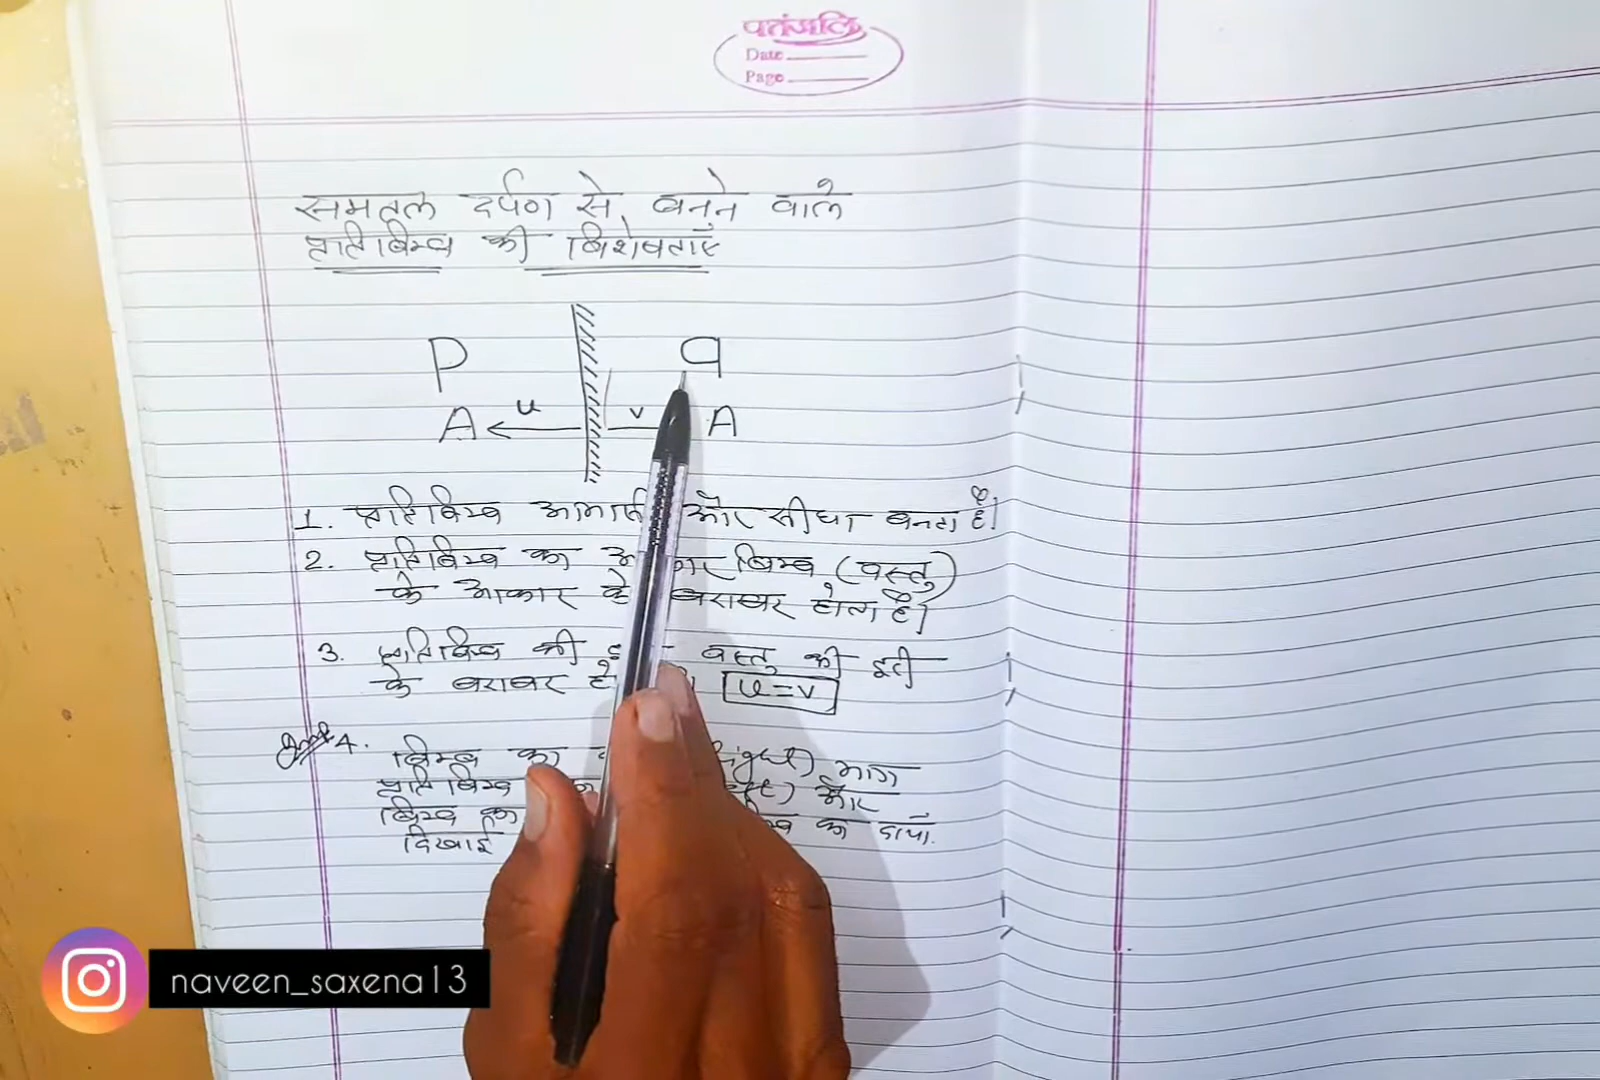 पतंजलि
Date
Page
समतल दर्पण से बनने वाले
प्रतिबिम्ब की विशेषताएं
P q
A u v A
1. प्रतिबिम्ब और सीधा बनता है।
2. प्रतिबिम्ब का बिम्ब (वस्तु)
के आकार के बराबर होता है।
3. प्रतिबिम्ब की वस्तु की दूरी
के बराबर u=v
4. बिम्ब का भाग
प्रतिबिम्ब और
बिम्ब का का दायां
दिखाई
naveen_saxena13